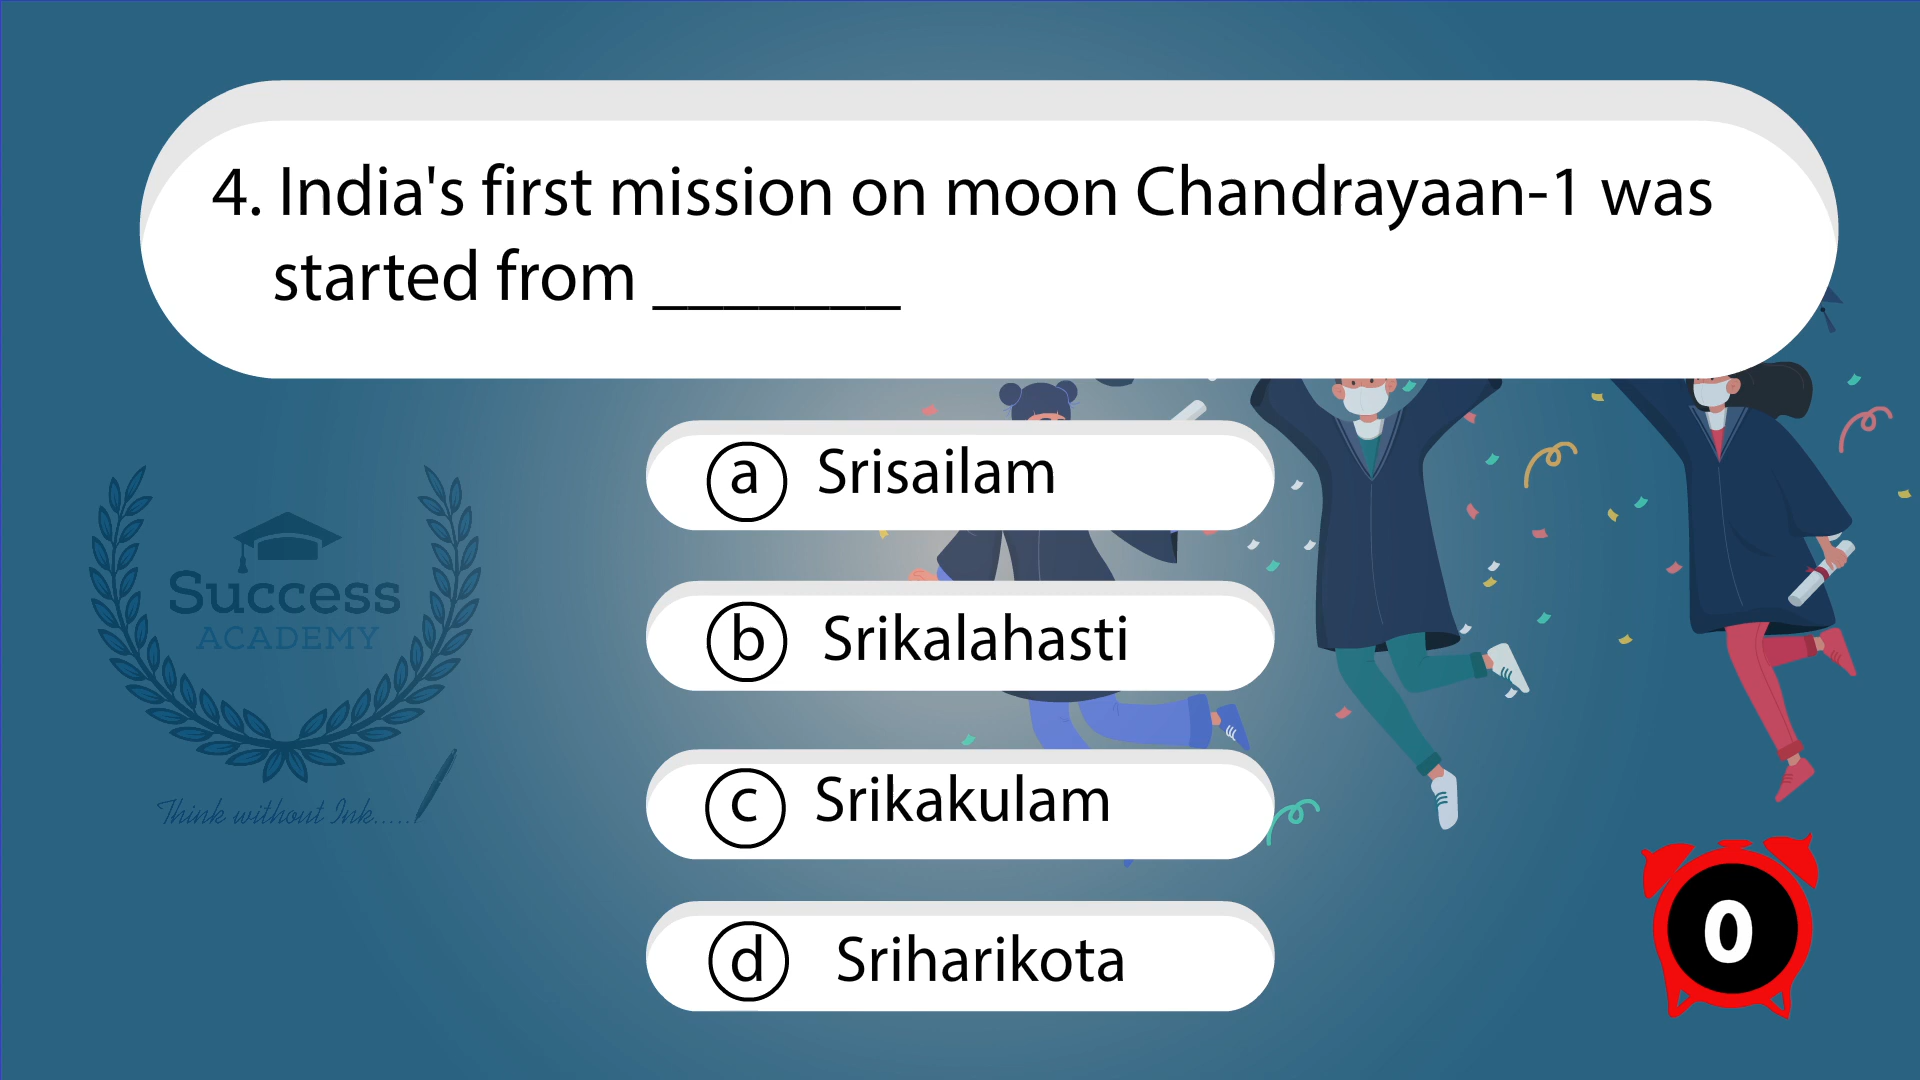 4. India's first mission on moon Chandrayaan-1 was
started from _______
a Srisailam
b Srikalahasti
c Srikakulam
d Sriharikota
Success
ACADEMY
Think without Ink.....
0